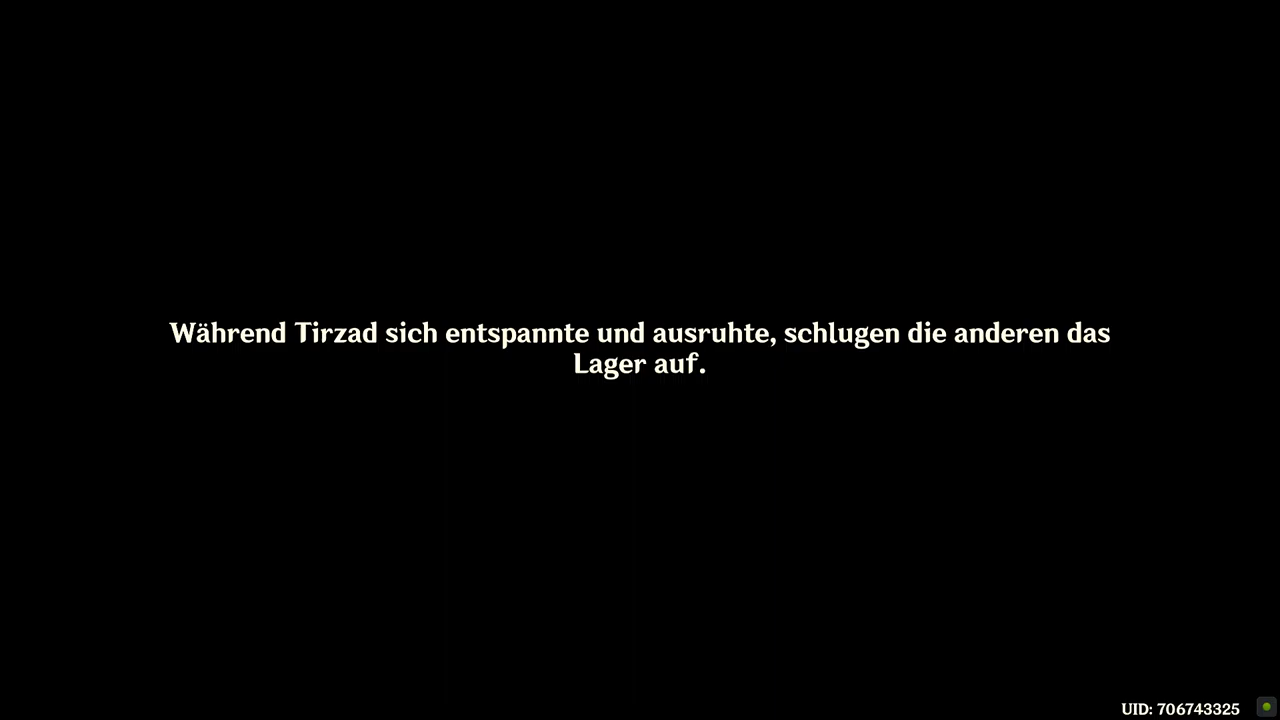 Während Tirzad sich entspannte und ausruhte, schlugen die anderen das
Lager auf.
UID: 706743325